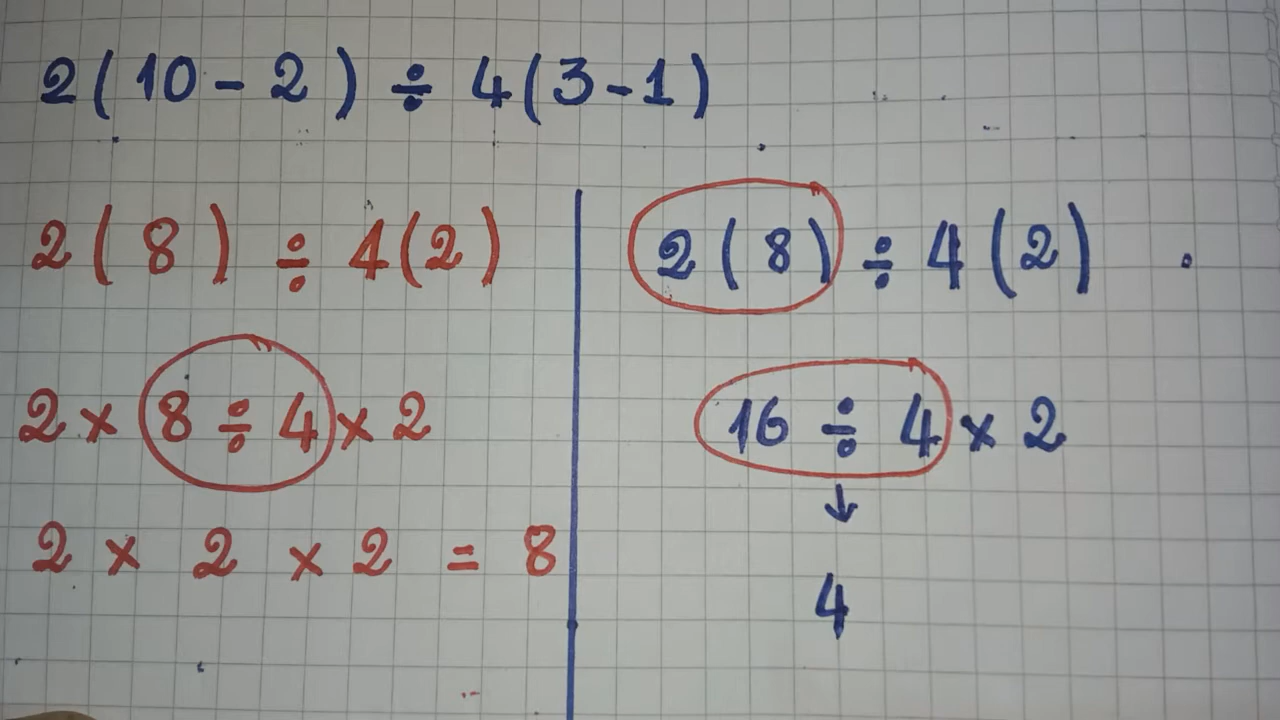 2(10-2) ÷ 4(3-1)
2(8) ÷ 4(2)
2 × 8 ÷ 4 × 2
2 × 2 × 2 = 8
2(8) ÷ 4(2)
16 ÷ 4 × 2
↓
4